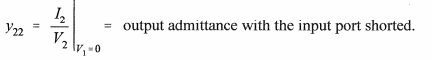 y₂₂ = I₂/V₂ |V₁=0 = output admittance with the input port shorted.